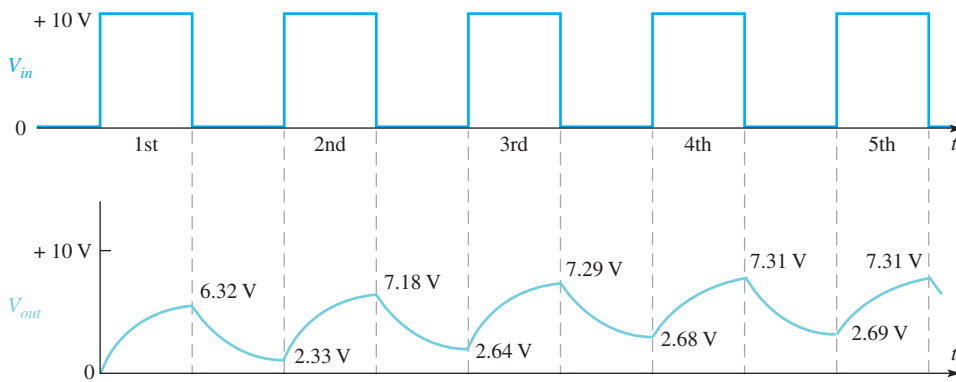 + 10 V
V_in
0
1st
2nd
3rd
4th
5th
t
+ 10 V
6.32 V
7.18 V
7.29 V
7.31 V
7.31 V
V_out
2.33 V
2.64 V
2.68 V
2.69 V
0
t